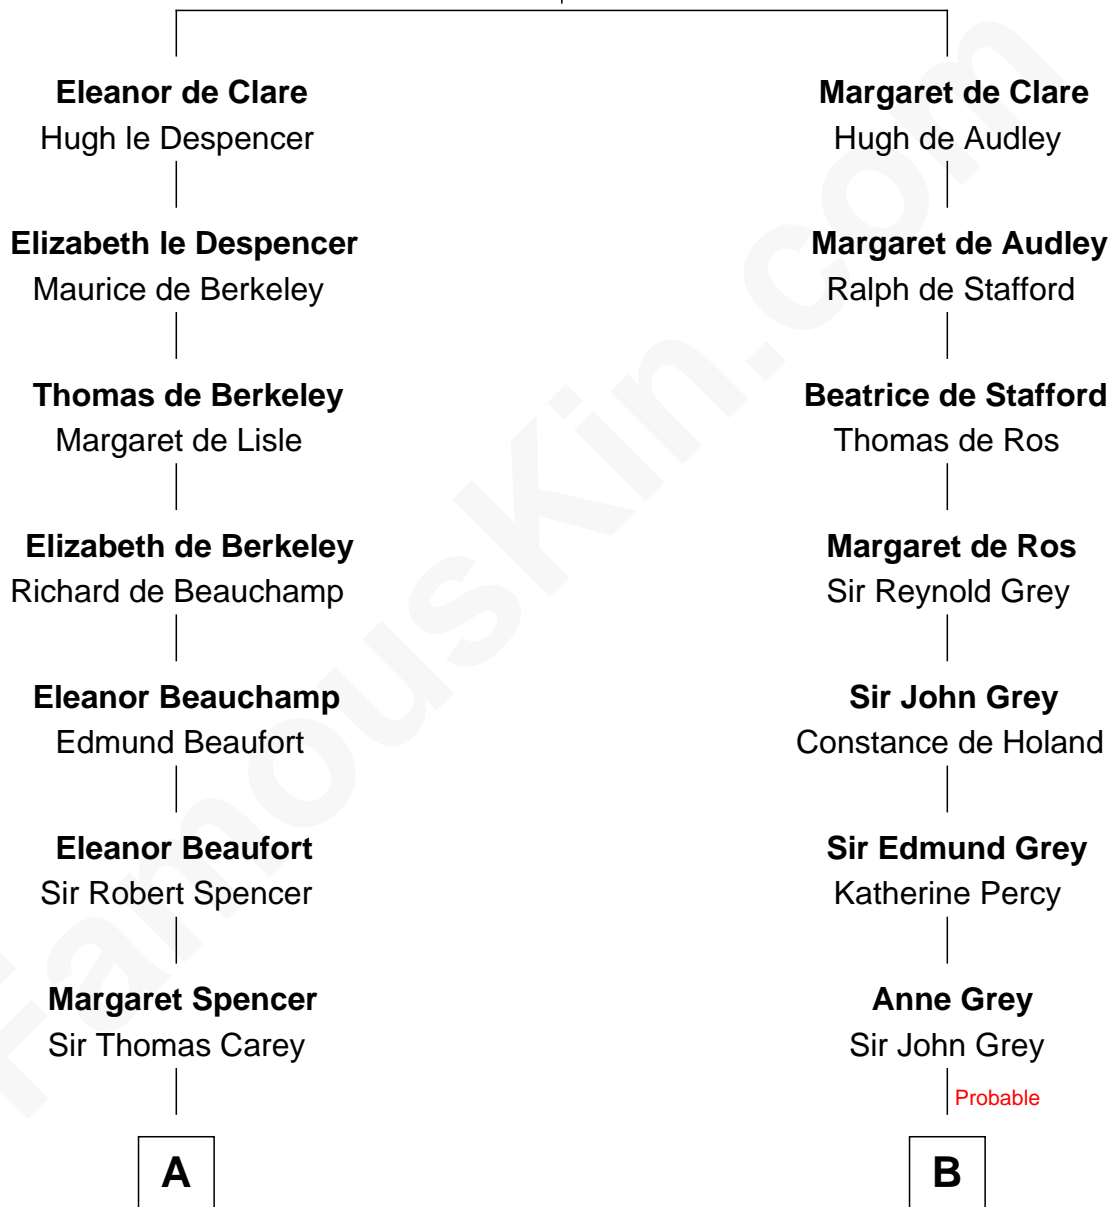 Eleanor de Clare
Hugh le Despencer
Elizabeth le Despencer
Maurice de Berkeley
Thomas de Berkeley
Margaret de Lisle
Elizabeth de Berkeley
Richard de Beauchamp
Eleanor Beauchamp
Edmund Beaufort
Eleanor Beaufort
Sir Robert Spencer
Margaret Spencer
Sir Thomas Carey
A
Margaret de Clare
Hugh de Audley
Margaret de Audley
Ralph de Stafford
Beatrice de Stafford
Thomas de Ros
Margaret de Ros
Sir Reynold Grey
Sir John Grey
Constance de Holand
Sir Edmund Grey
Katherine Percy
Anne Grey
Sir John Grey
Probable
B
FamousKin.com